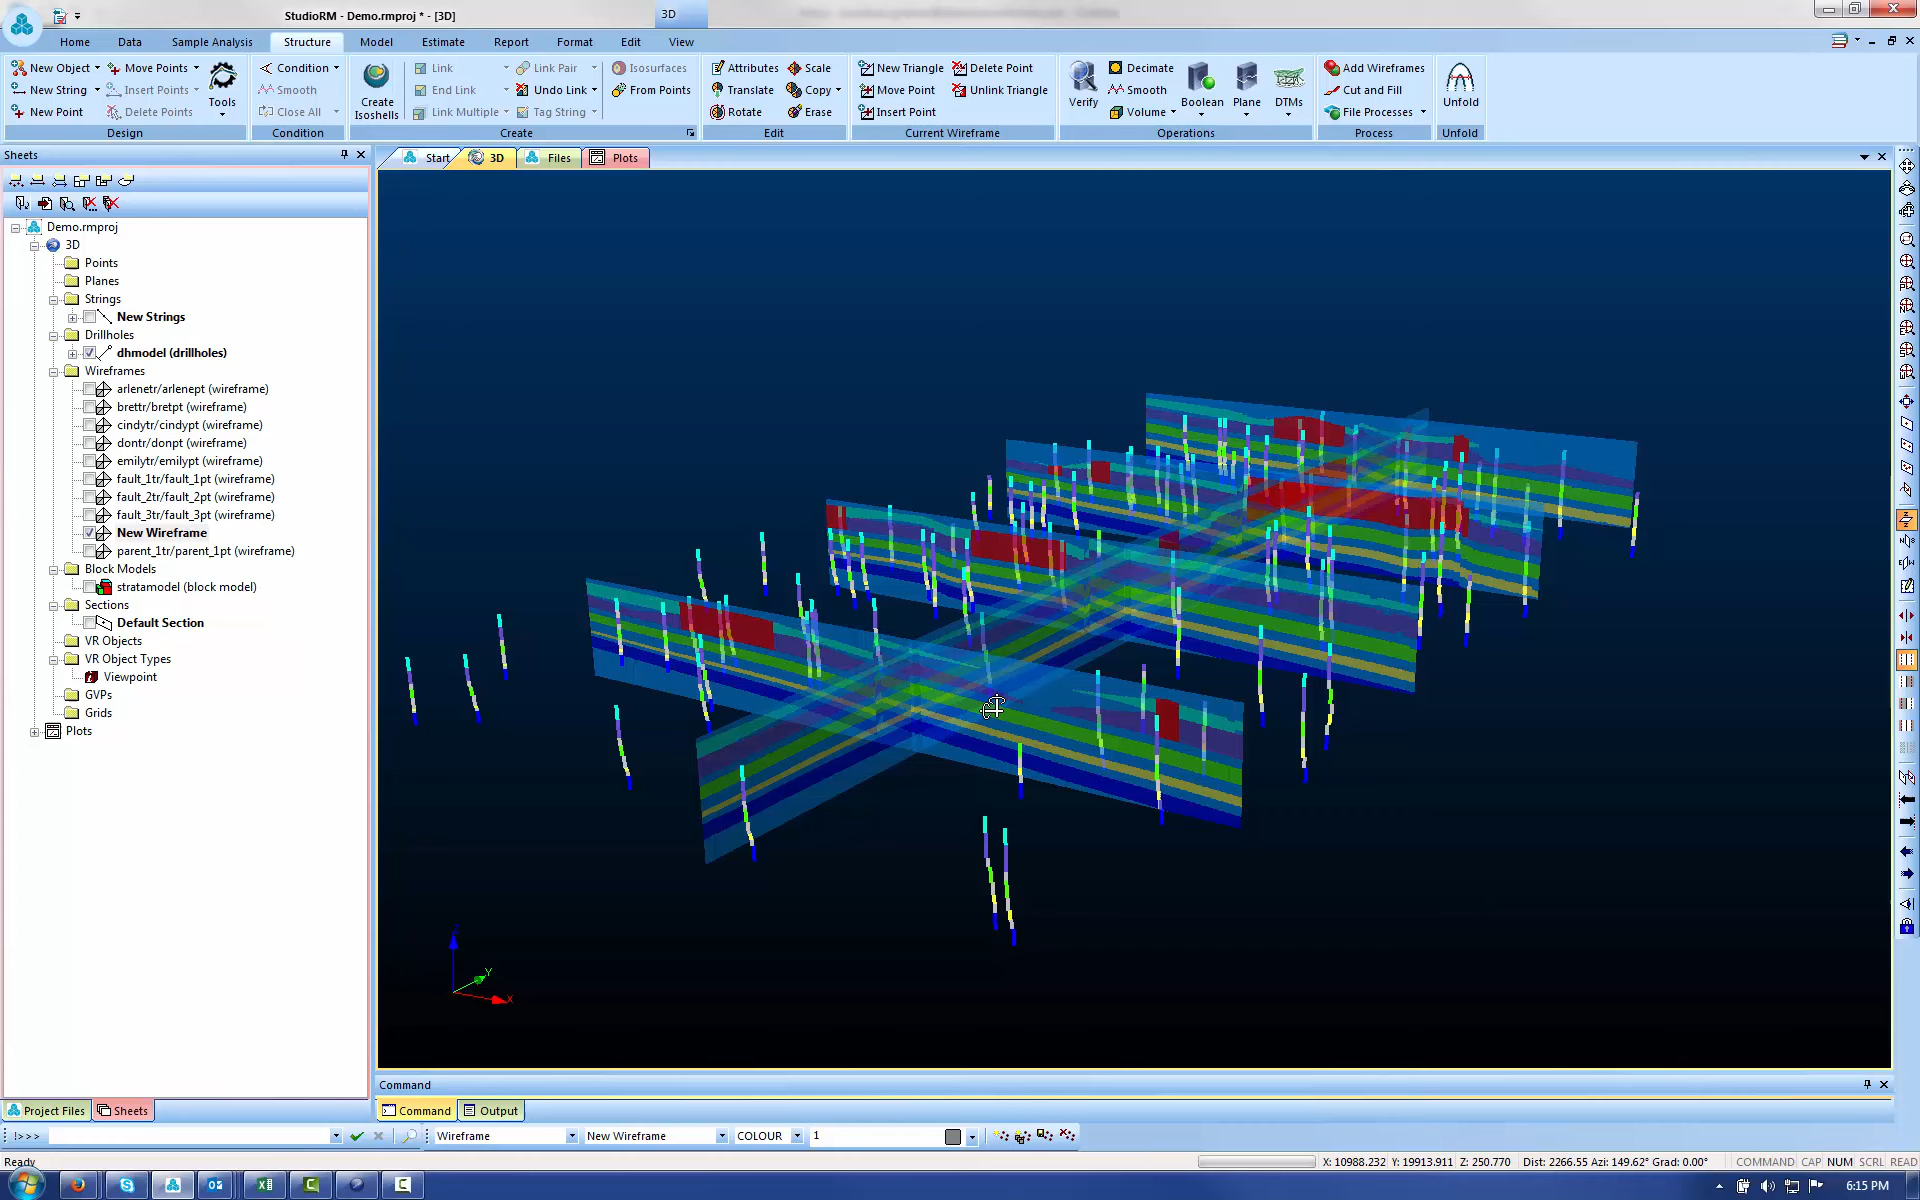 StudioRM - Demo.rmproj * - [3D]
3D
Home Data Sample Analysis Structure Model Estimate Report Format Edit View
New Object Move Points
New String Insert Points
New Point Delete Points
Tools
Design
Condition
Smooth
Close All
Condition
Create Isoshells
Link Link Pair Isosurfaces
End Link Undo Link From Points
Link Multiple Tag String
Create
Attributes Scale
Translate Copy
Rotate Erase
Edit
New Triangle Delete Point
Move Point Unlink Triangle
Insert Point
Current Wireframe
Verify
Decimate
Smooth
Volume
Boolean Plane DTMs
Operations
Add Wireframes
Cut and Fill
File Processes
Process
Unfold
Unfold
Sheets
Start 3D Files Plots
Demo.rmproj
3D
Points
Planes
Strings
New Strings
Drillholes
dhmodel (drillholes)
Wireframes
arlenetr/arlenept (wireframe)
brettr/bretpt (wireframe)
cindytr/cindypt (wireframe)
dontr/donpt (wireframe)
emilytr/emilypt (wireframe)
fault_1tr/fault_1pt (wireframe)
fault_2tr/fault_2pt (wireframe)
fault_3tr/fault_3pt (wireframe)
New Wireframe
parent_1tr/parent_1pt (wireframe)
Block Models
stratamodel (block model)
Sections
Default Section
VR Objects
VR Object Types
Viewpoint
GVPs
Grids
Plots
Z
Y
X
Command
Project Files Sheets
Command Output
!>>> Wireframe New Wireframe COLOUR 1
Ready X: 10988.232 Y: 19913.911 Z: 250.770 Dist: 2266.55 Azi: 149.62° Grad: 0.00° COMMAND CAP NUM SCRL READ
6:15 PM